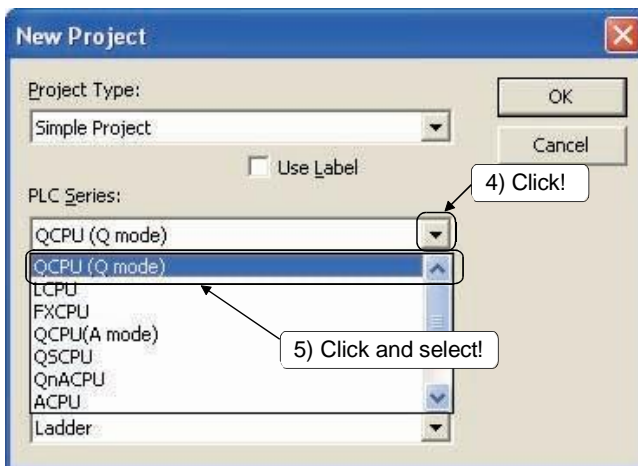 New Project
Project Type:
OK
Simple Project
Cancel
Use Label
4) Click!
PLC Series:
QCPU (Q mode)
QCPU (Q mode)
LCPU
FXCPU
QCPU(A mode)
5) Click and select!
QSCPU
QnACPU
ACPU
Ladder